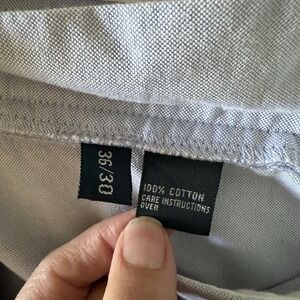 36/30
100% COTTON
CARE INSTRUCTIONS
OVER